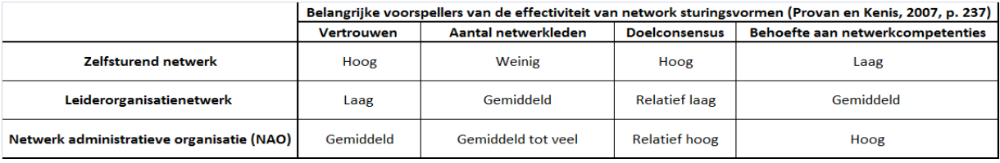 Belangrijke voorspellers van de effectiviteit van network sturingsvormen (Provan en Kenis, 2007, p. 237)
Vertrouwen Aantal netwerkleden Doelconsensus Behoefte aan netwerkcompetenties
Zelfsturend netwerk Hoog Weinig Hoog Laag
Leiderorganisatienetwerk Laag Gemiddeld Relatief laag Gemiddeld
Netwerk administratieve organisatie (NAO) Gemiddeld Gemiddeld tot veel Relatief hoog Hoog